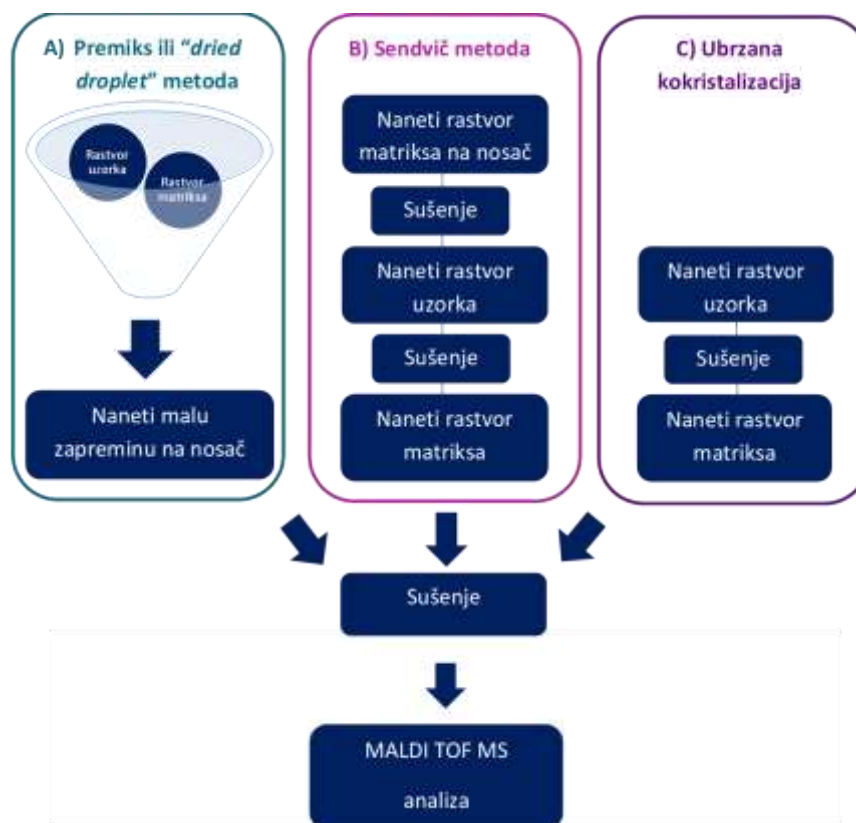 A) Premiks ili “dried
droplet” metoda
Rastvor
uzorka
Rastvor
matriksa
Naneti malu
zapreminu na nosač
B) Sendvič metoda
Naneti rastvor
matriksa na nosač
Sušenje
Naneti rastvor
uzorka
Sušenje
Naneti rastvor
matriksa
C) Ubrzana
kokristalizacija
Naneti rastvor
uzorka
Sušenje
Naneti rastvor
matriksa
Sušenje
MALDI TOF MS
analiza